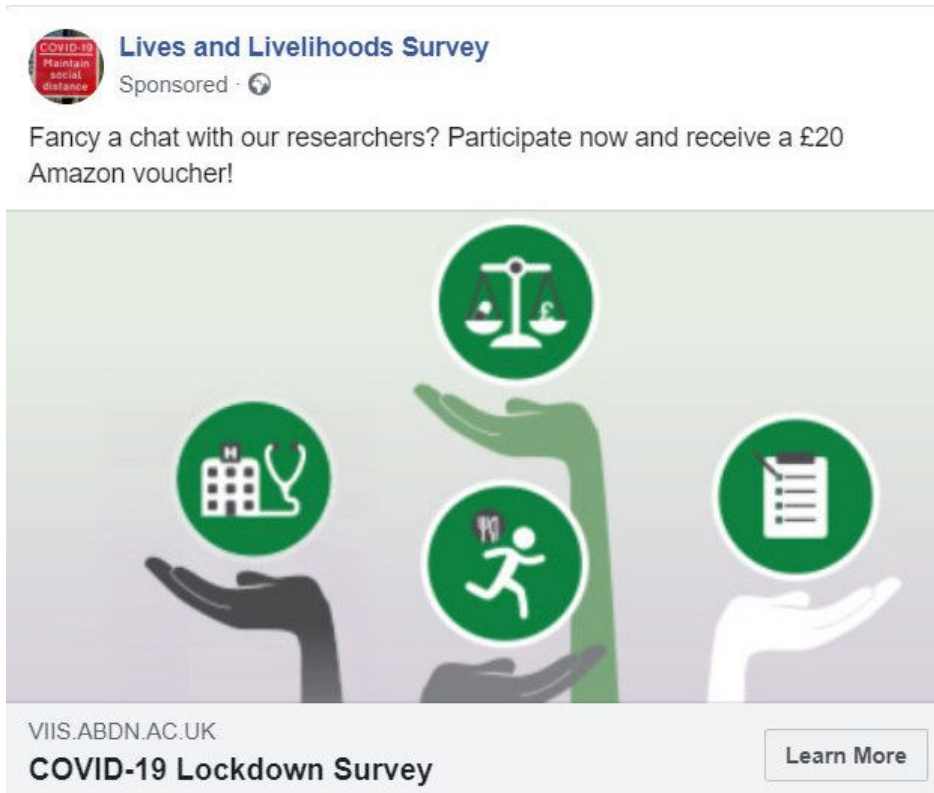 COVID-19
Maintain
social
distance
Lives and Livelihoods Survey
Sponsored ·
Fancy a chat with our researchers? Participate now and receive a £20
Amazon voucher!
£
H
VIIS.ABDN.AC.UK
COVID-19 Lockdown Survey
Learn More